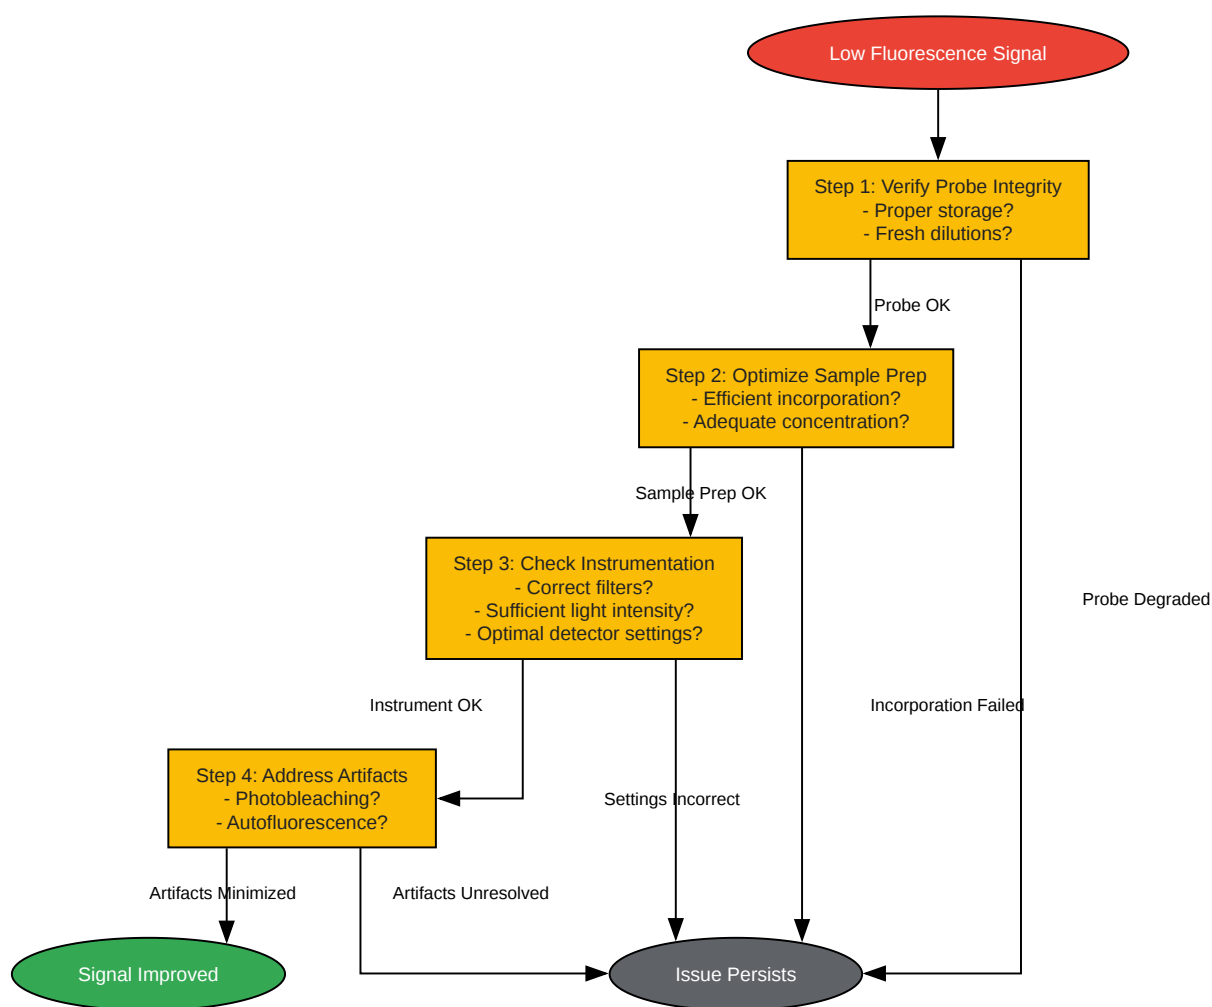 Low Fluorescence Signal
Step 1: Verify Probe Integrity
- Proper storage?
- Fresh dilutions?
Probe OK
Step 2: Optimize Sample Prep
- Efficient incorporation?
- Adequate concentration?
Sample Prep OK
Step 3: Check Instrumentation
- Correct filters?
- Sufficient light intensity?
- Optimal detector settings?
Probe Degraded
Instrument OK
Incorporation Failed
Step 4: Address Artifacts
- Photobleaching?
- Autofluorescence?
Settings Incorrect
Artifacts Minimized
Artifacts Unresolved
Signal Improved
Issue Persists